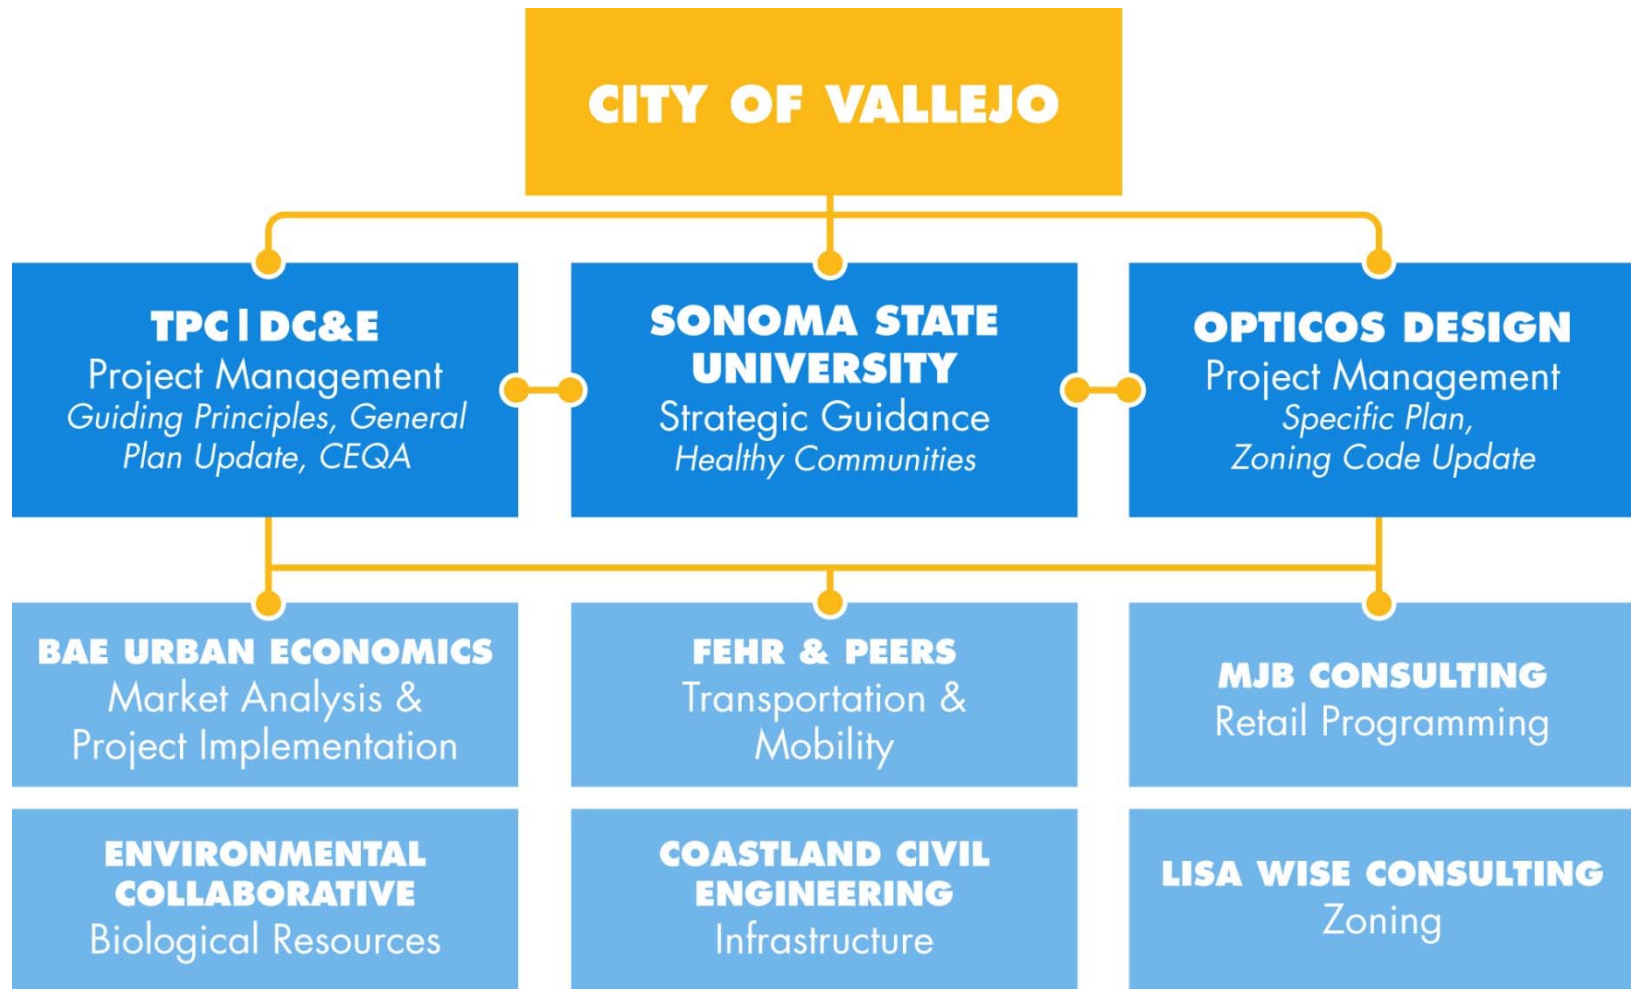 CITY OF VALLEJO
TPC|DC&E
Project Management
Guiding Principles, General
Plan Update, CEQA
SONOMA STATE
UNIVERSITY
Strategic Guidance
Healthy Communities
OPTICOS DESIGN
Project Management
Specific Plan,
Zoning Code Update
BAE URBAN ECONOMICS
Market Analysis &
Project Implementation
FEHR & PEERS
Transportation &
Mobility
MJB CONSULTING
Retail Programming
ENVIRONMENTAL
COLLABORATIVE
Biological Resources
COASTLAND CIVIL
ENGINEERING
Infrastructure
LISA WISE CONSULTING
Zoning